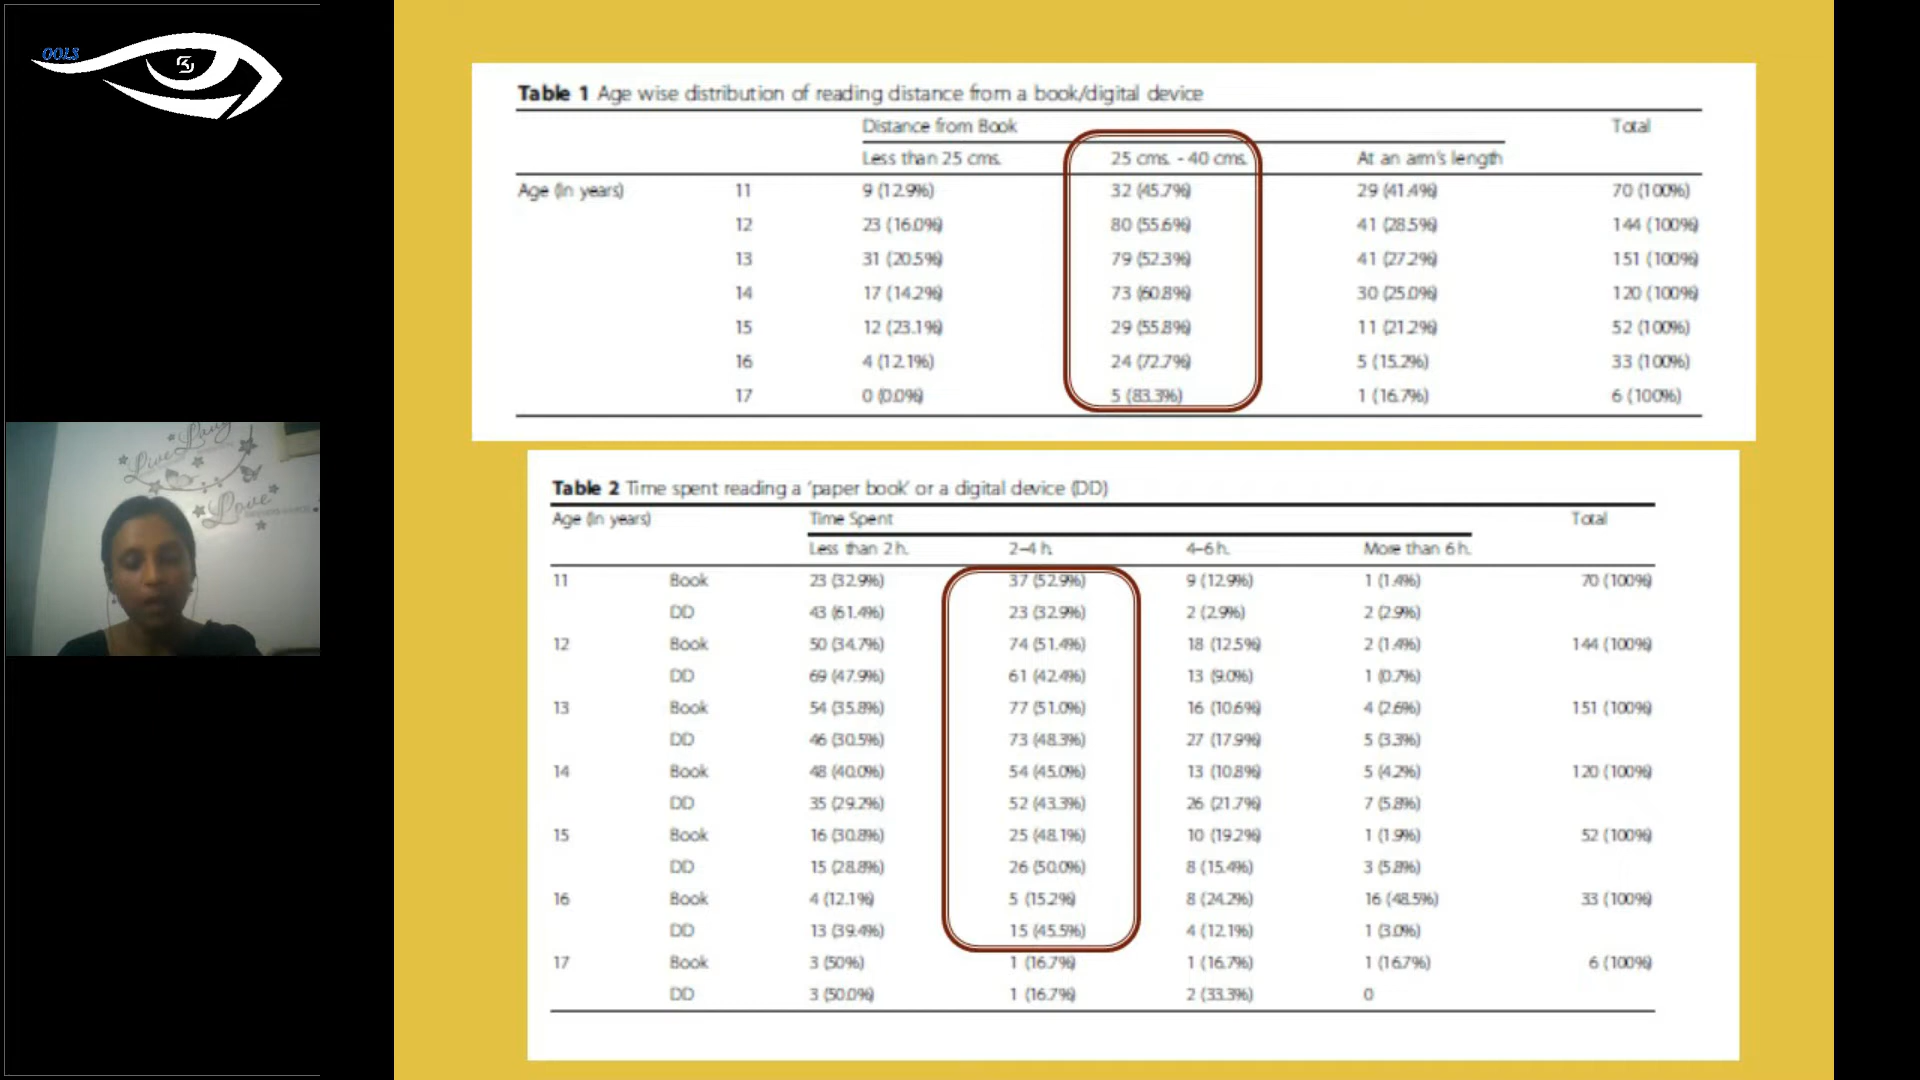 OOLS
Live Laug
Love
Table 1 Age wise distribution of reading distance from a book/digital device
Distance from Book Total
Less than 25 cms. 25 cms. - 40 cms. At an arm's length
Age (in years) 11 9 (12.9%) 32 (45.7%) 29 (41.4%) 70 (100%)
12 23 (16.0%) 80 (55.6%) 41 (28.5%) 144 (100%)
13 31 (20.5%) 79 (52.3%) 41 (27.2%) 151 (100%)
14 17 (14.2%) 73 (60.8%) 30 (25.0%) 120 (100%)
15 12 (23.1%) 29 (55.8%) 11 (21.2%) 52 (100%)
16 4 (12.1%) 24 (72.7%) 5 (15.2%) 33 (100%)
17 0 (0.0%) 5 (83.3%) 1 (16.7%) 6 (100%)
Table 2 Time spent reading a 'paper book' or a digital device (DD)
Age (in years) Time Spent Total
Less than 2 h. 2–4 h. 4–6 h. More than 6 h.
11 Book 23 (32.9%) 37 (52.9%) 9 (12.9%) 1 (1.4%) 70 (100%)
DD 43 (61.4%) 23 (32.9%) 2 (2.9%) 2 (2.9%)
12 Book 50 (34.7%) 74 (51.4%) 18 (12.5%) 2 (1.4%) 144 (100%)
DD 69 (47.9%) 61 (42.4%) 13 (9.0%) 1 (0.7%)
13 Book 54 (35.8%) 77 (51.0%) 16 (10.6%) 4 (2.6%) 151 (100%)
DD 46 (30.5%) 73 (48.3%) 27 (17.9%) 5 (3.3%)
14 Book 48 (40.0%) 54 (45.0%) 13 (10.8%) 5 (4.2%) 120 (100%)
DD 35 (29.2%) 52 (43.3%) 26 (21.7%) 7 (5.8%)
15 Book 16 (30.8%) 25 (48.1%) 10 (19.2%) 1 (1.9%) 52 (100%)
DD 15 (28.8%) 26 (50.0%) 8 (15.4%) 3 (5.8%)
16 Book 4 (12.1%) 5 (15.2%) 8 (24.2%) 16 (48.5%) 33 (100%)
DD 13 (39.4%) 15 (45.5%) 4 (12.1%) 1 (3.0%)
17 Book 3 (50%) 1 (16.7%) 1 (16.7%) 1 (16.7%) 6 (100%)
DD 3 (50.0%) 1 (16.7%) 2 (33.3%) 0